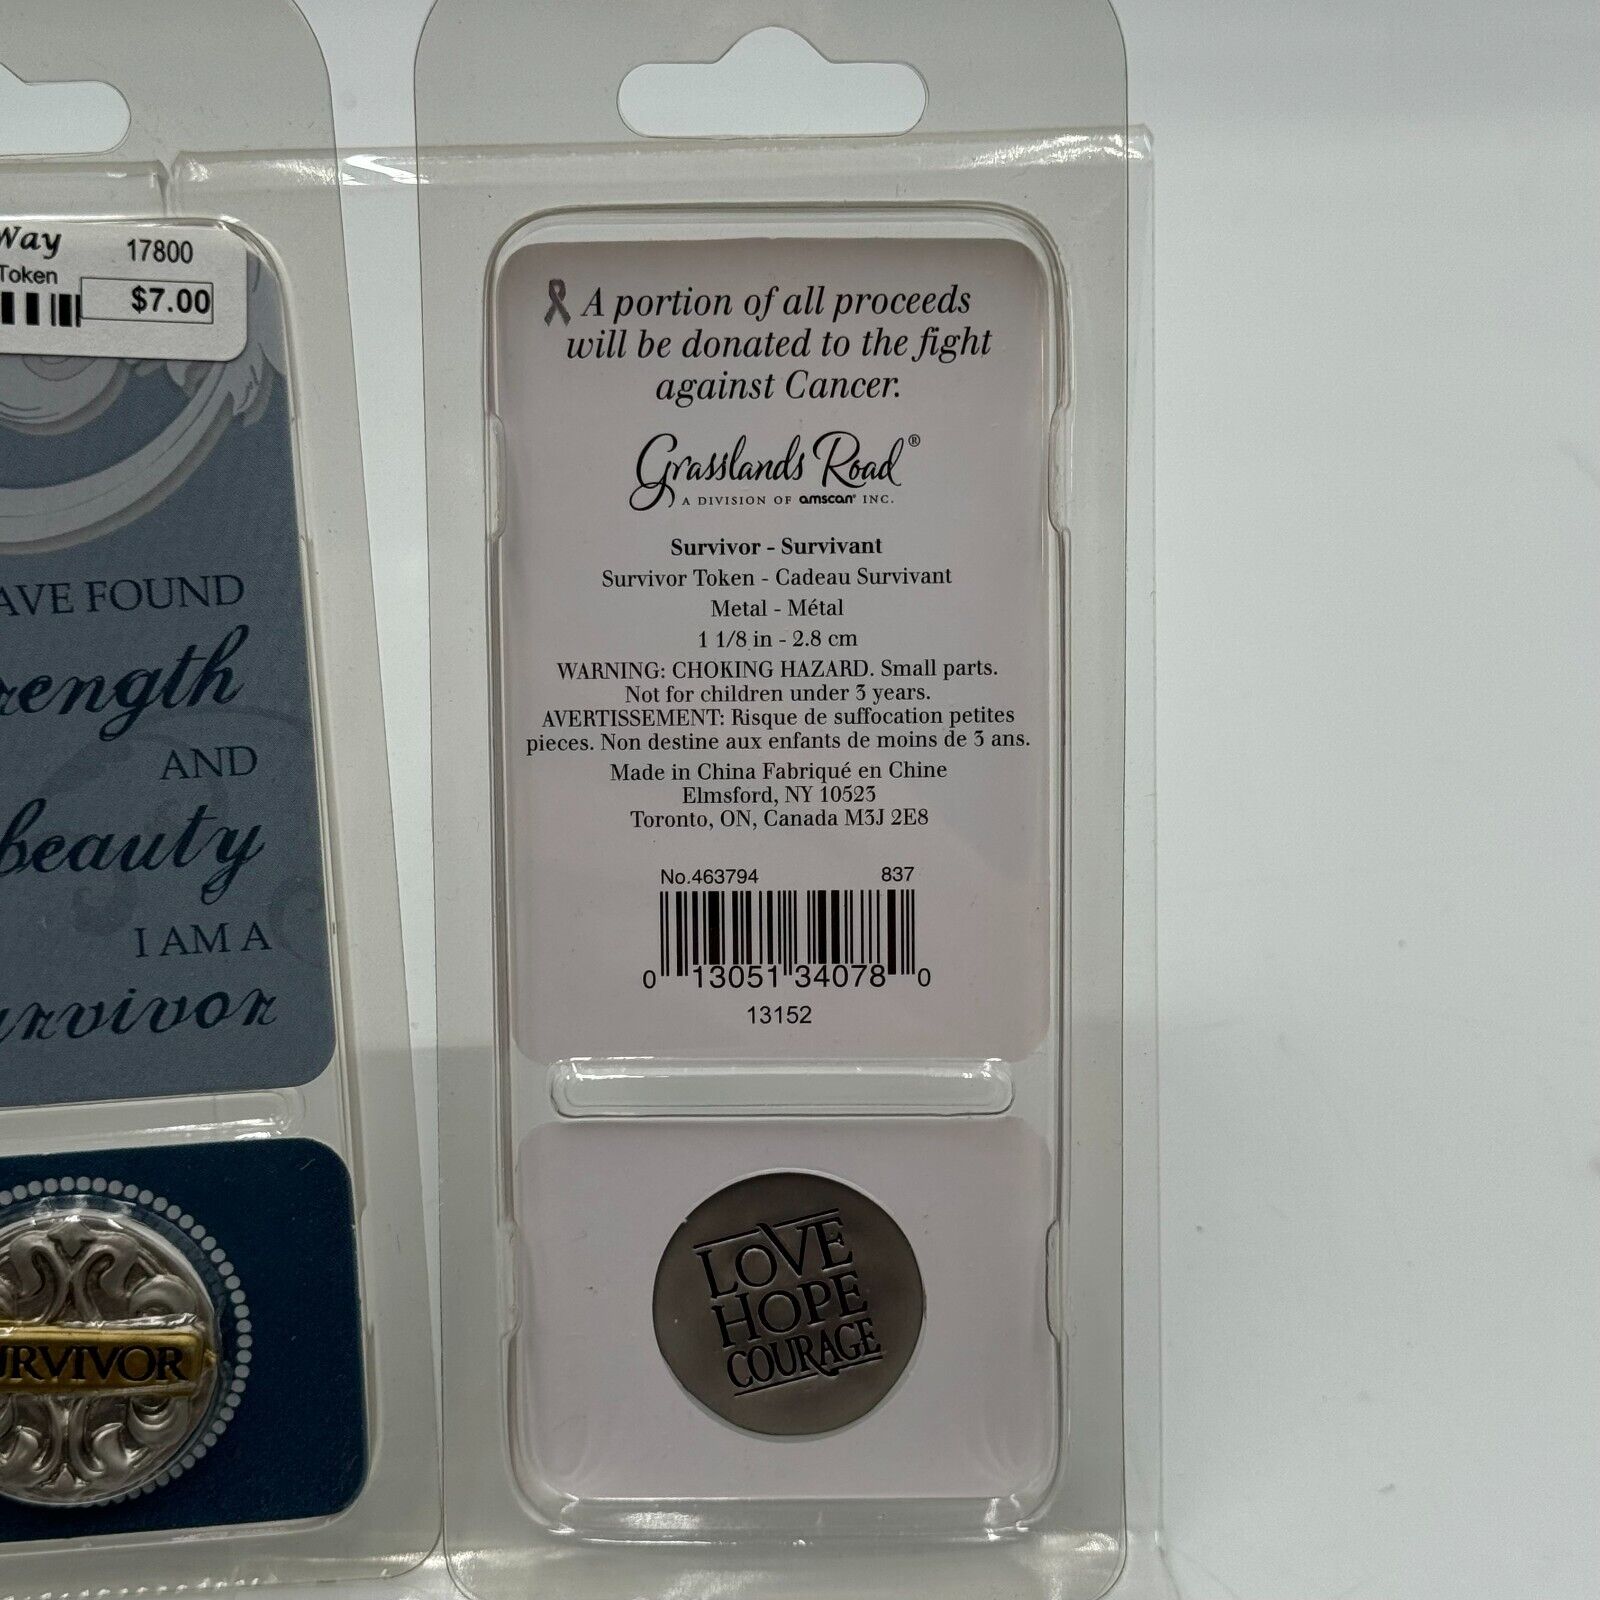 Way 17800
Token
$7.00
FOUND
AND
beauty
I AM A
A portion of all proceeds
will be donated to the fight
against Cancer.
Grasslands Road®
A DIVISION OF amscan® INC.
Survivor - Survivant
Survivor Token - Cadeau Survivant
Metal - Métal
1 1/8 in - 2.8 cm
WARNING: CHOKING HAZARD. Small parts.
Not for children under 3 years.
AVERTISSEMENT: Risque de suffocation petites
pieces. Non destine aux enfants de moins de 3 ans.
Made in China Fabriqué en Chine
Elmsford, NY 10523
Toronto, ON, Canada M3J 2E8
No.463794 837
0 13051 34078 0
13152
LOVE
HOPE
COURAGE